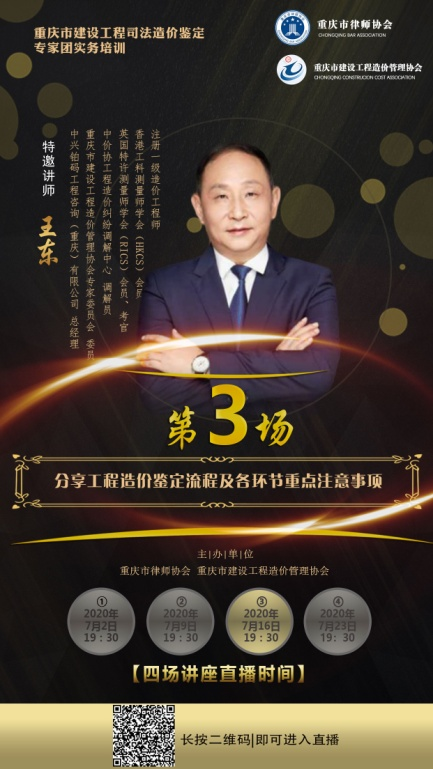 重庆市建设工程司法造价鉴定
专家团实务培训
重庆市律师协会
CHONGQING BAR ASSOCIATION
重庆市建设工程造价管理协会
CHONGQING CONSTRUCION COST ASSOCIATION
特邀讲师
王东
注册一级造价工程师
香港工料测量师学会（HKCS）会员
英国特许测量师学会（RICS）会员、考官
中价协工程造价纠纷调解中心 调解员
重庆市建设工程造价管理协会专家委员会 委员
中兴铂码工程咨询（重庆）有限公司 总经理
第3场
分享工程造价鉴定流程及各环节重点注意事项
主|办|单|位
重庆市律师协会 重庆市建设工程造价管理协会
①
2020年
7月2日
19：30
②
2020年
7月9日
19：30
③
2020年
7月16日
19：30
④
2020年
7月23日
19：30
【四场讲座直播时间】
长按二维码|即可进入直播